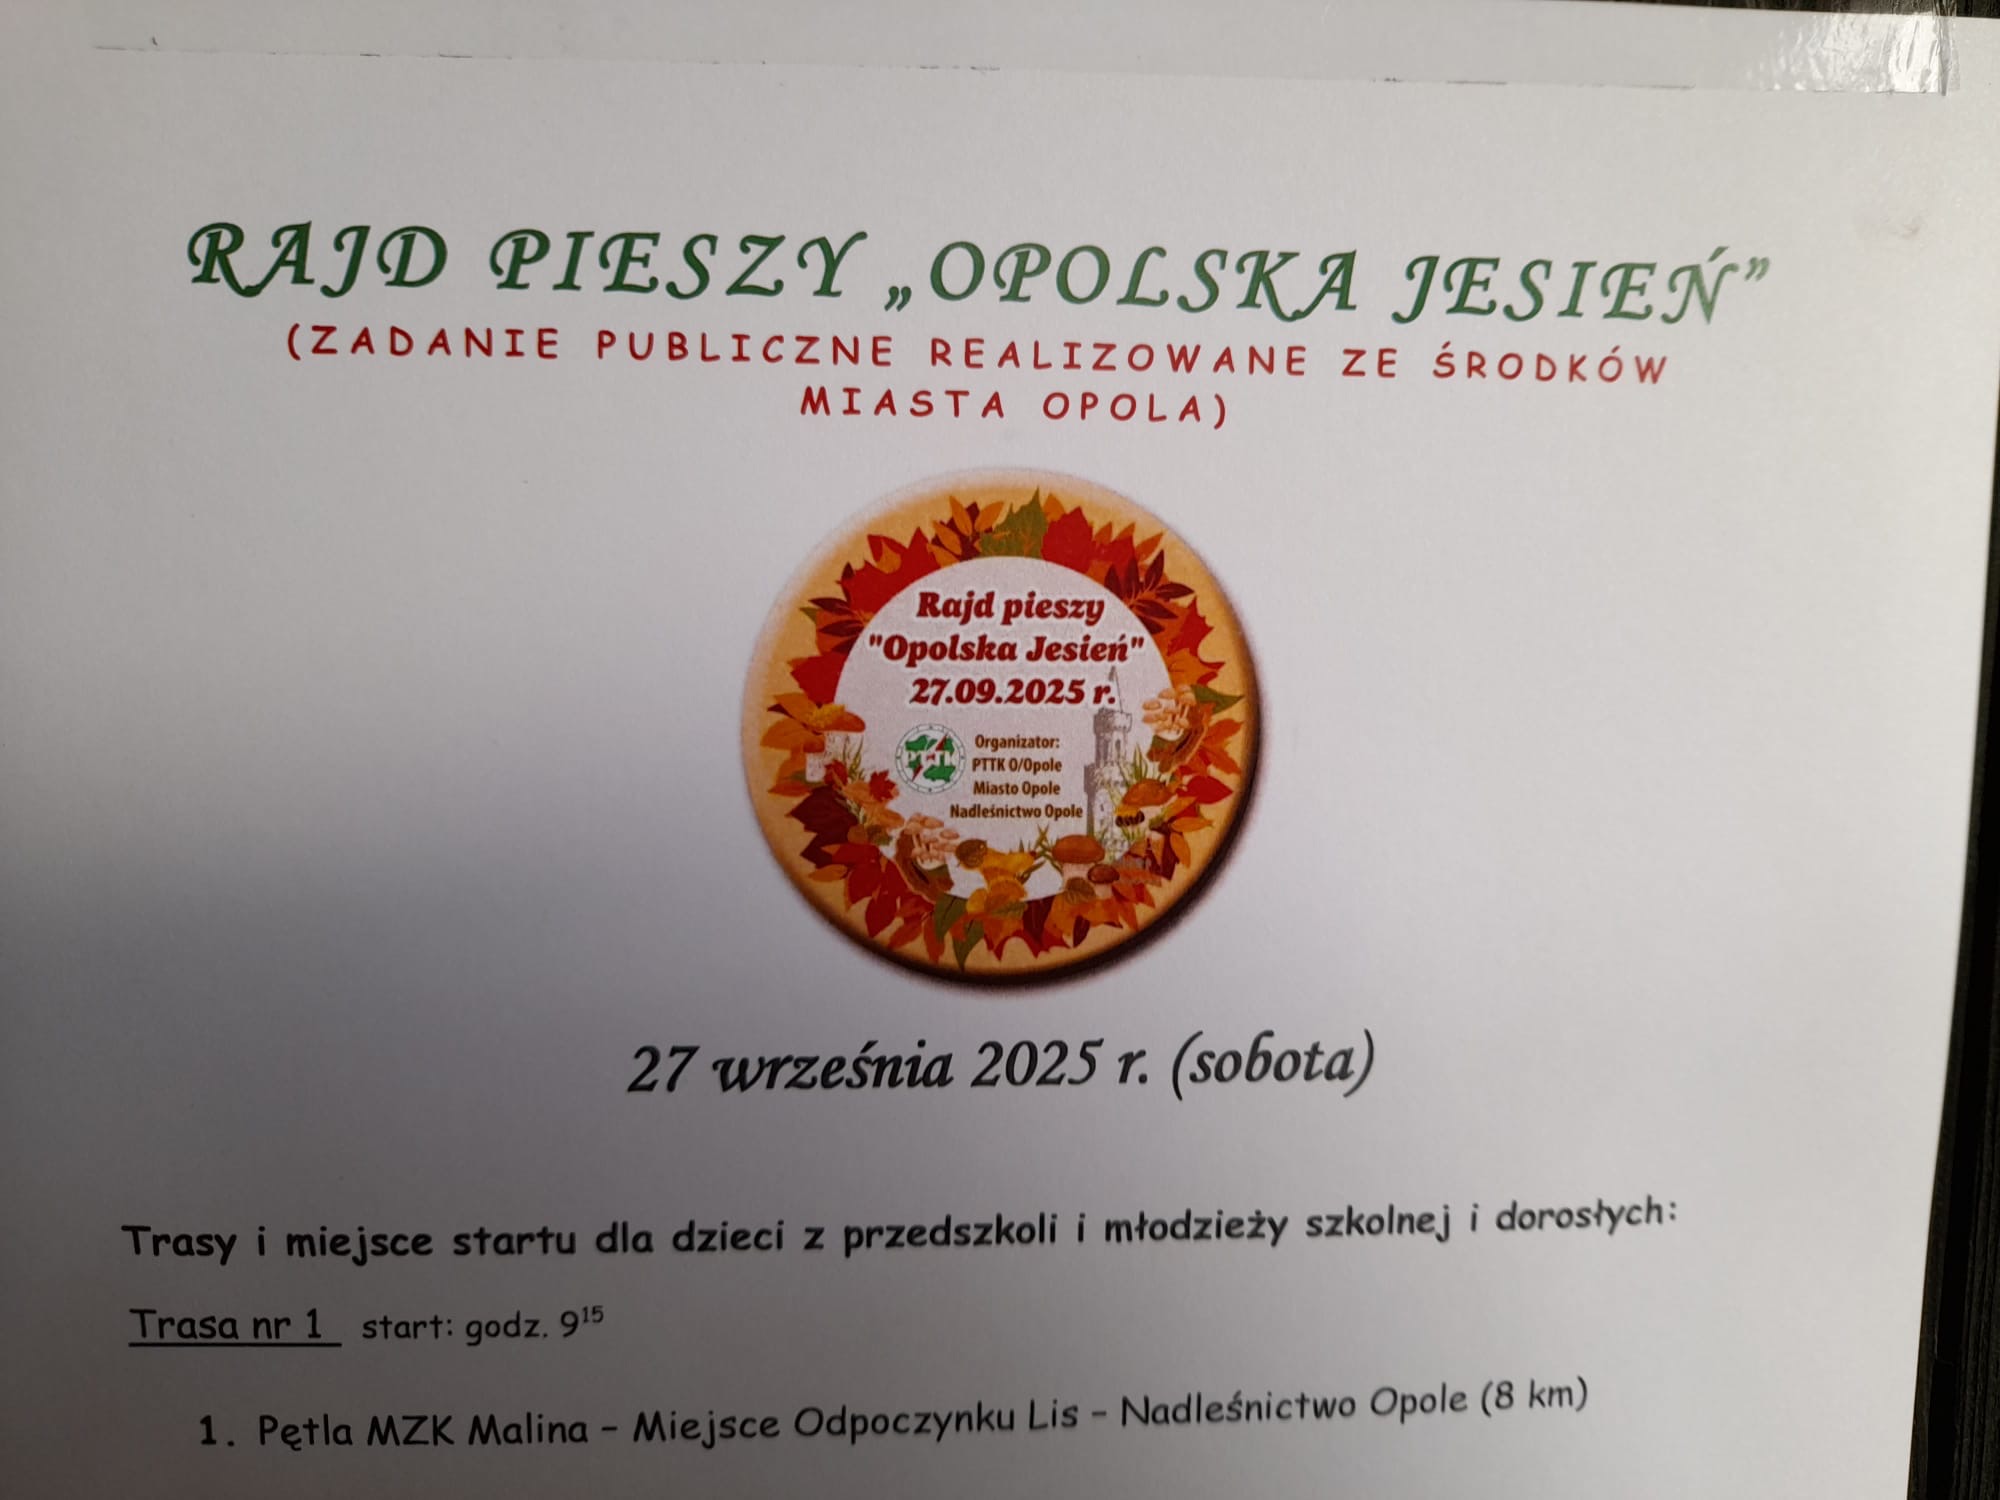 RAJD PIESZY „OPOLSKA JESIEŃ”
(ZADANIE PUBLICZNE REALIZOWANE ZE ŚRODKÓW
MIASTA OPOLA)
Rajd pieszy
"Opolska Jesień"
27.09.2025 r.
PTTK
Organizator:
PTTK O/Opole
Miasto Opole
Nadleśnictwo Opole
27 września 2025 r. (sobota)
Trasy i miejsce startu dla dzieci z przedszkoli i młodzieży szkolnej i dorosłych:
Trasa nr 1 start: godz. 9¹⁵
1. Pętla MZK Malina – Miejsce Odpoczynku Lis – Nadleśnictwo Opole (8 km)